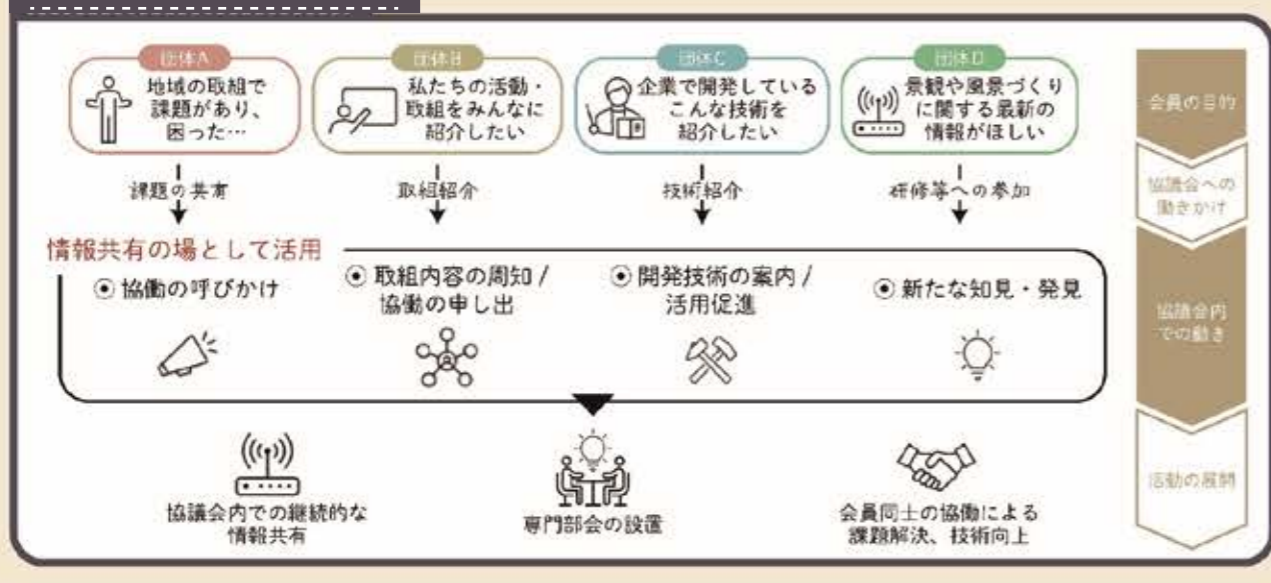 団体A
地域の取組で
課題があり、
困った…
団体B
私たちの活動・
取組をみんなに
紹介したい
団体C
企業で開発している
こんな技術を
紹介したい
団体D
景観や風景づくり
に関する最新の
情報がほしい
会員の目的
課題の共有
取組紹介
技術紹介
研修等への参加
協議会への
働きかけ
情報共有の場として活用
協働の呼びかけ
取組内容の周知 /
協働の申し出
開発技術の案内 /
活用促進
新たな知見・発見
協議会内
での動き
協議会内での継続的な
情報共有
専門部会の設置
会員同士の協働による
課題解決、技術向上
活動の展開